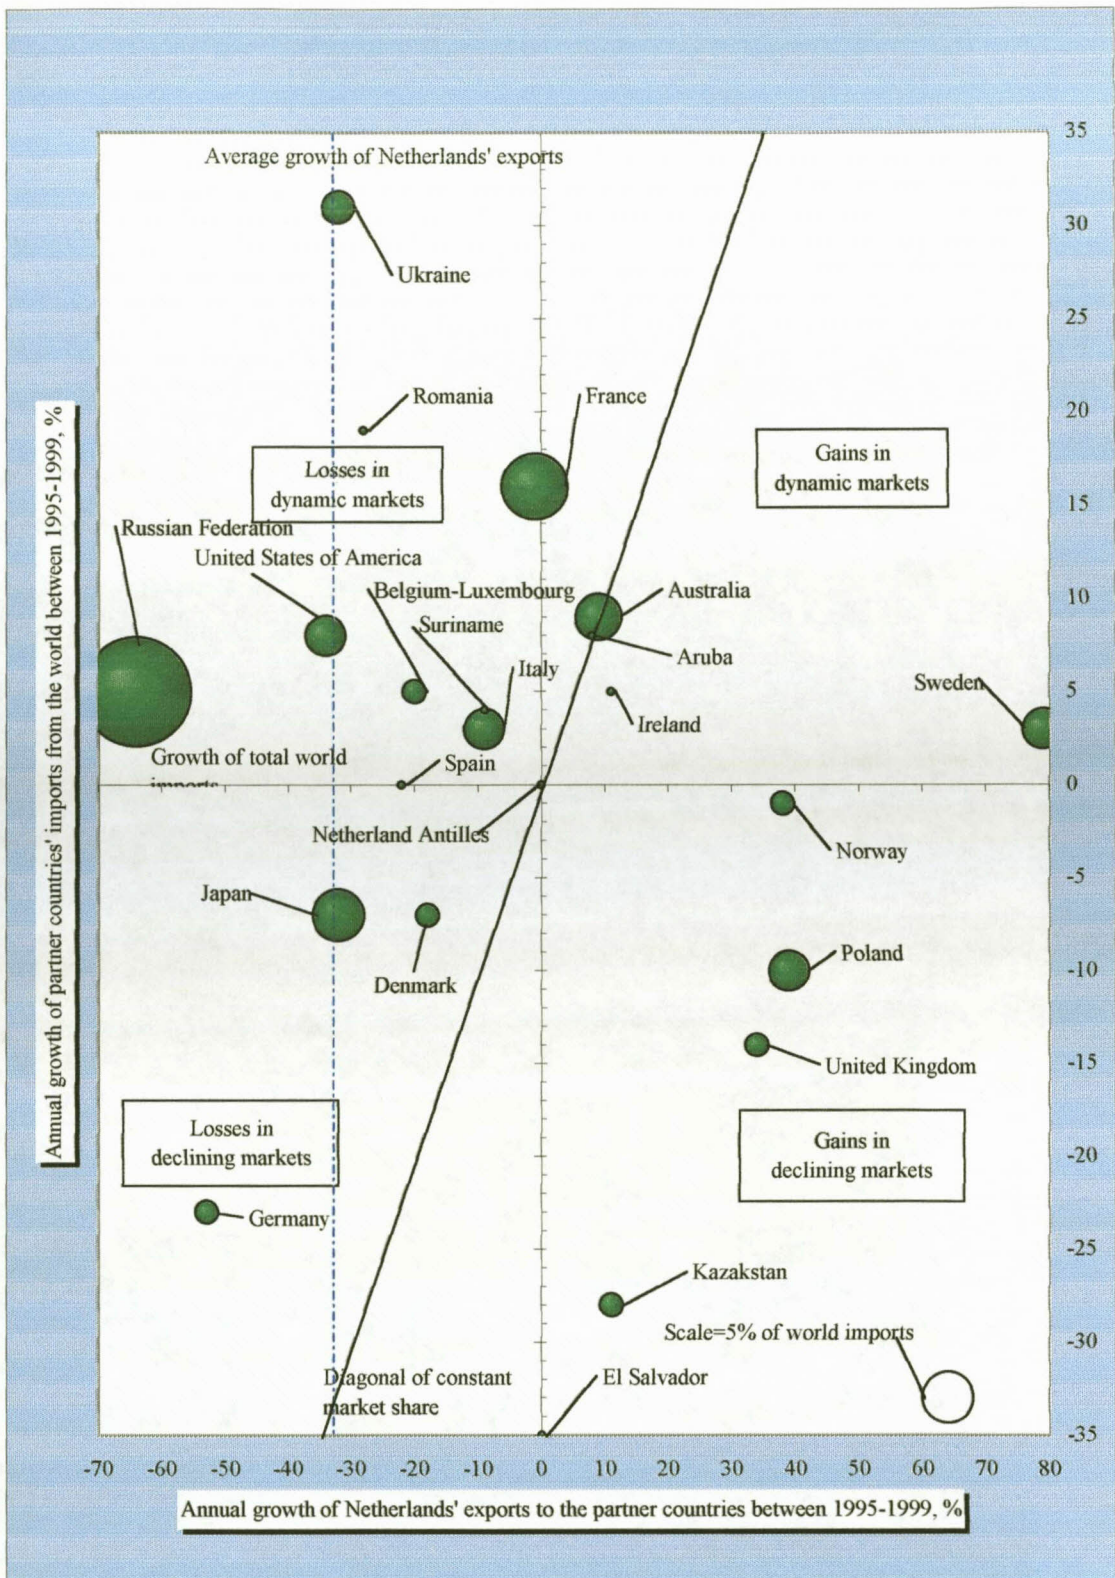 Average growth of Netherlands' exports
Ukraine
Romania
France
Losses in
dynamic markets
Gains in
dynamic markets
Russian Federation
United States of America
Belgium-Luxembourg
Suriname
Italy
Australia
Aruba
Sweden
Ireland
Growth of total world
imports
Spain
Netherland Antilles
Norway
Japan
Denmark
Poland
United Kingdom
Losses in
declining markets
Gains in
declining markets
Germany
Kazakstan
Scale=5% of world imports
Diagonal of constant
market share
El Salvador
35
30
25
20
15
10
5
0
-5
-10
-15
-20
-25
-30
-35
-70 -60 -50 -40 -30 -20 -10 0 10 20 30 40 50 60 70 80
Annual growth of partner countries' imports from the world between 1995-1999, %
Annual growth of Netherlands' exports to the partner countries between 1995-1999, %